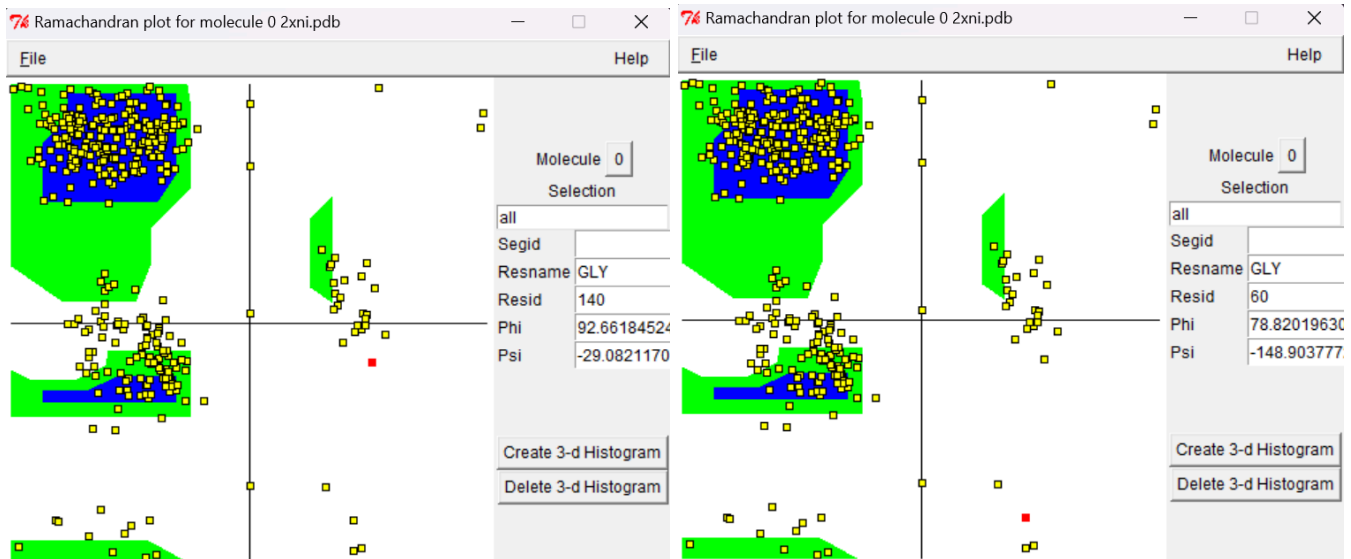 Ramachandran plot for molecule 0 2xni.pdb
File Help
Molecule 0
Selection
all
Segid
Resname GLY
Resid 140
Phi 92.66184524
Psi -29.0821170
Create 3-d Histogram
Delete 3-d Histogram
Ramachandran plot for molecule 0 2xni.pdb
File Help
Molecule 0
Selection
all
Segid
Resname GLY
Resid 60
Phi 78.82019630
Psi -148.903777
Create 3-d Histogram
Delete 3-d Histogram